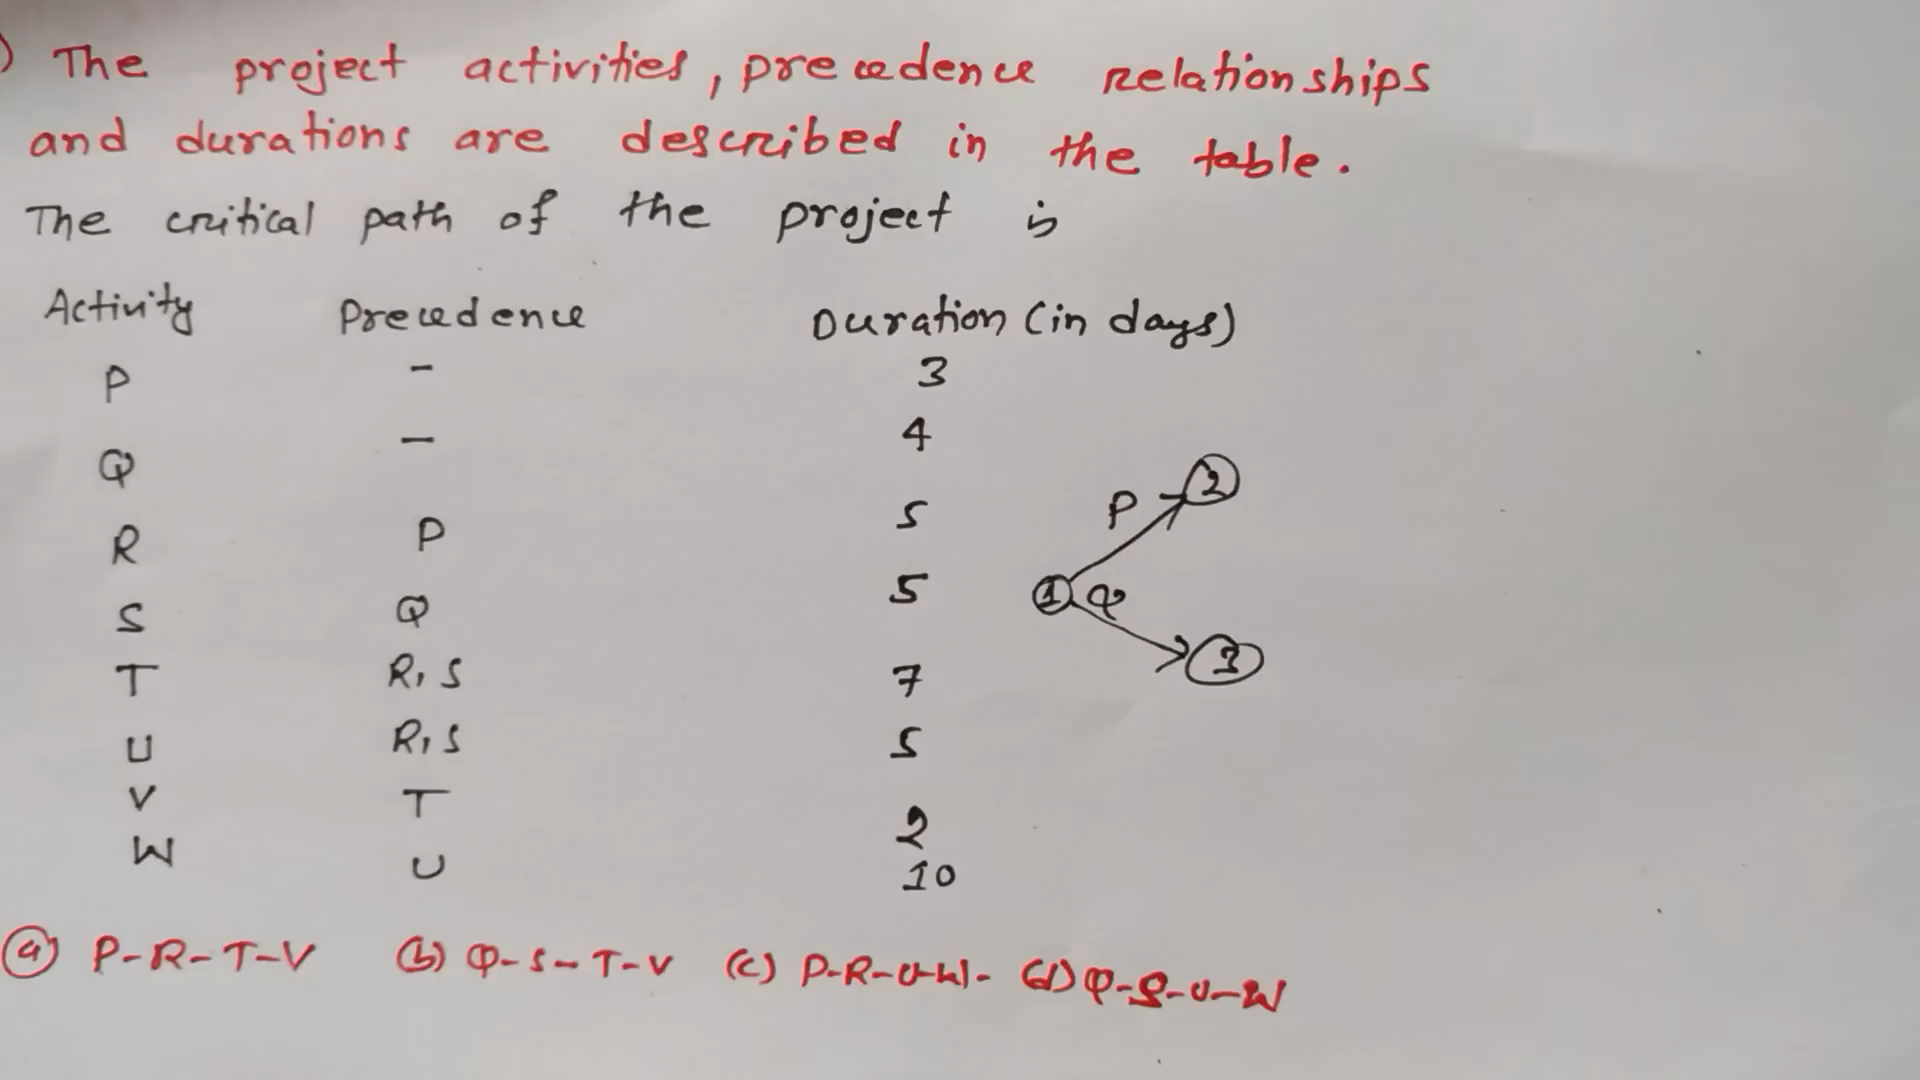 ) The project activities, precedence relationships
and durations are described in the table.
The critical path of the project is
Activity Precedence Duration (in days)
P - 3
Q - 4
R P 5
S Q 5
T R, S 7
U R, S 5
V T 2
W U 10
P 2
1 Q
3
(a) P-R-T-V (b) Q-S-T-V (c) P-R-U-W- (d) Q-S-U-W